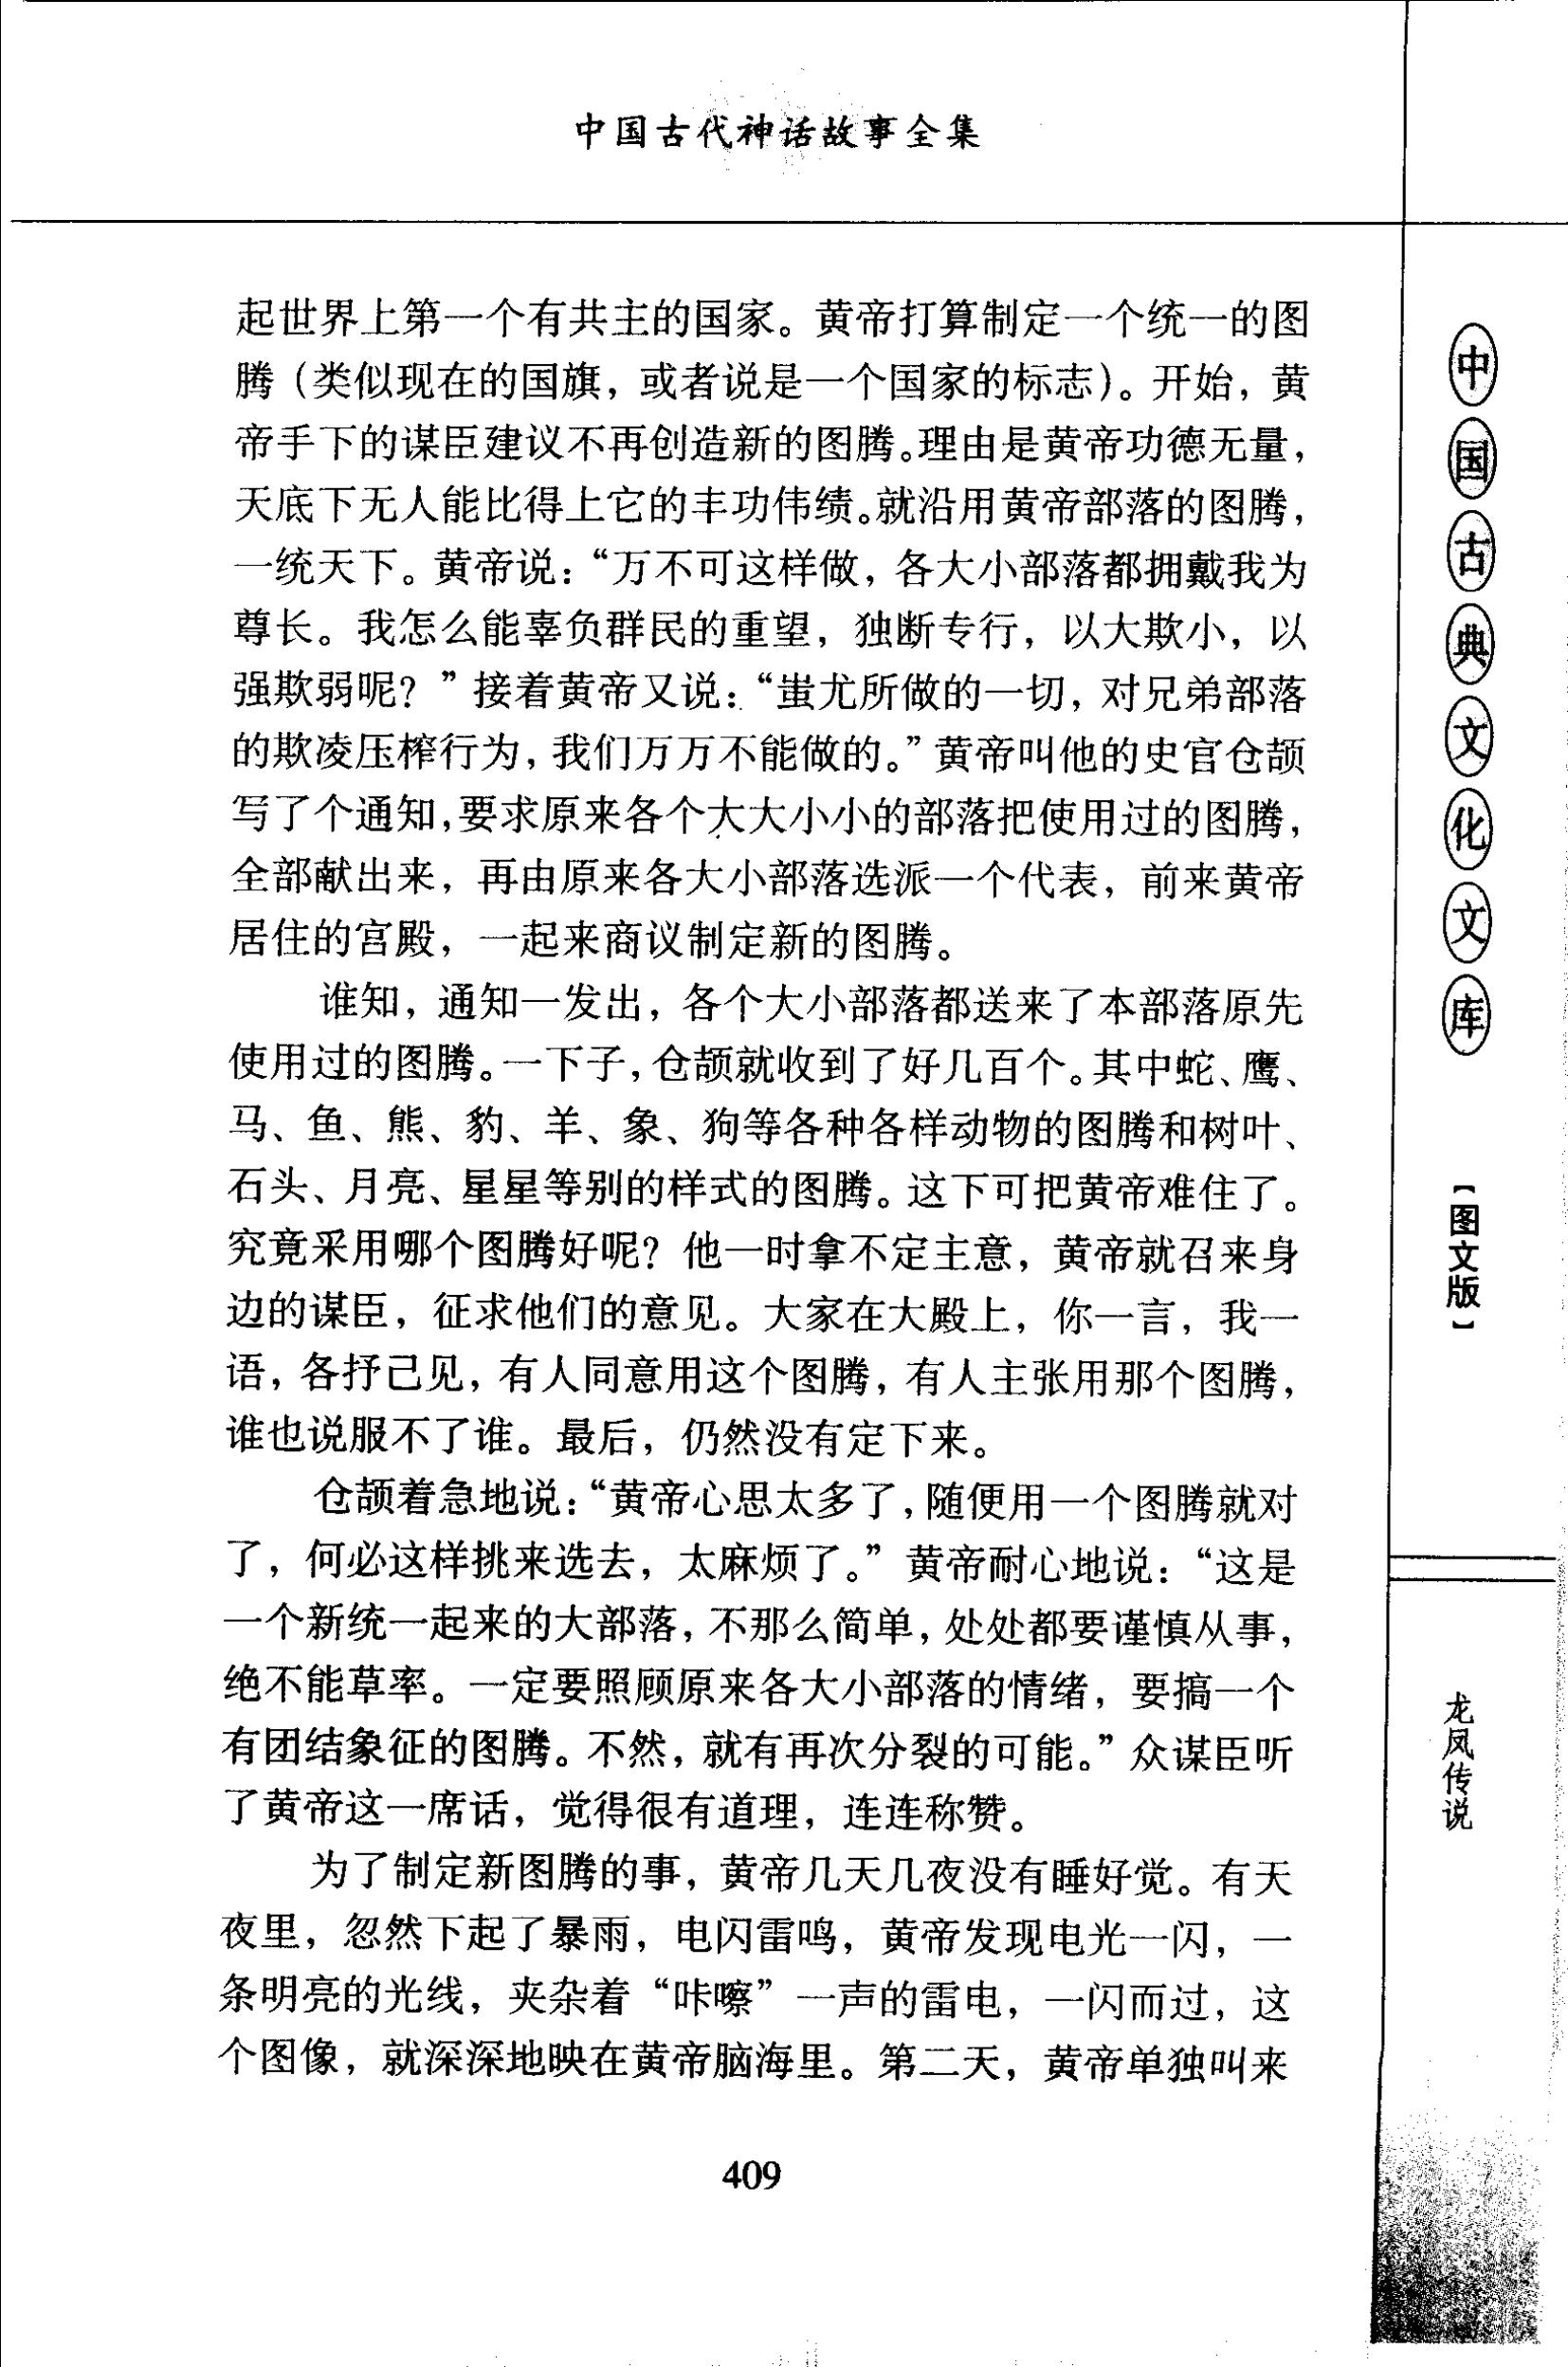 中国古代神话故事全集
起世界上第一个有共主的国家。黄帝打算制定一个统一的图
腾（类似现在的国旗，或者说是一个国家的标志）。开始，黄
帝手下的谋臣建议不再创造新的图腾。理由是黄帝功德无量，
天底下无人能比得上它的丰功伟绩。就沿用黄帝部落的图腾，
一统天下。黄帝说：“万不可这样做，各大小部落都拥戴我为
尊长。我怎么能辜负群民的重望，独断专行，以大欺小，以
强欺弱呢？”接着黄帝又说：“蚩尤所做的一切，对兄弟部落
的欺凌压榨行为，我们万万不能做的。”黄帝叫他的史官仓颉
写了个通知，要求原来各个大大小小的部落把使用过的图腾，
全部献出来，再由原来各大小部落选派一个代表，前来黄帝
居住的宫殿，一起来商议制定新的图腾。
谁知，通知一发出，各个大小部落都送来了本部落原先
使用过的图腾。一下子，仓颉就收到了好几百个。其中蛇、鹰、
马、鱼、熊、豹、羊、象、狗等各种各样动物的图腾和树叶、
石头、月亮、星星等别的样式的图腾。这下可把黄帝难住了。
究竟采用哪个图腾好呢？他一时拿不定主意，黄帝就召来身
边的谋臣，征求他们的意见。大家在大殿上，你一言，我一
语，各抒己见，有人同意用这个图腾，有人主张用那个图腾，
谁也说服不了谁。最后，仍然没有定下来。
仓颉着急地说：“黄帝心思太多了，随便用一个图腾就对
了，何必这样挑来选去，太麻烦了。”黄帝耐心地说：“这是
一个新统一起来的大部落，不那么简单，处处都要谨慎从事，
绝不能草率。一定要照顾原来各大小部落的情绪，要搞一个
有团结象征的图腾。不然，就有再次分裂的可能。”众谋臣听
了黄帝这一席话，觉得很有道理，连连称赞。
为了制定新图腾的事，黄帝几天几夜没有睡好觉。有天
夜里，忽然下起了暴雨，电闪雷鸣，黄帝发现电光一闪，一
条明亮的光线，夹杂着“咔嚓”一声的雷电，一闪而过，这
个图像，就深深地映在黄帝脑海里。第二天，黄帝单独叫来
409
中国古典文化文库
【图文版】
龙凤传说